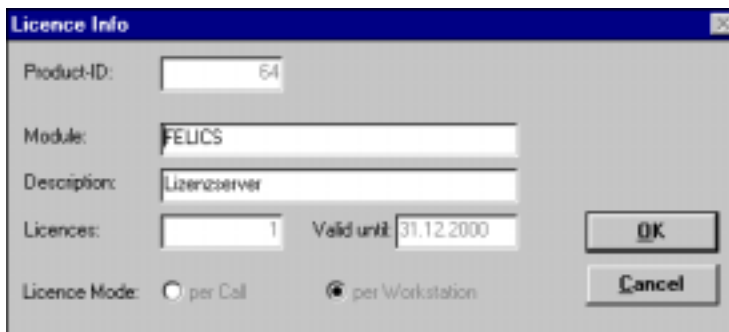 Licence Info
Product-ID: 64
Module: FELICS
Description: Lizenzserver
Licences: 1 Valid until: 31.12.2000
OK
Licence Mode: per Call per Workstation
Cancel